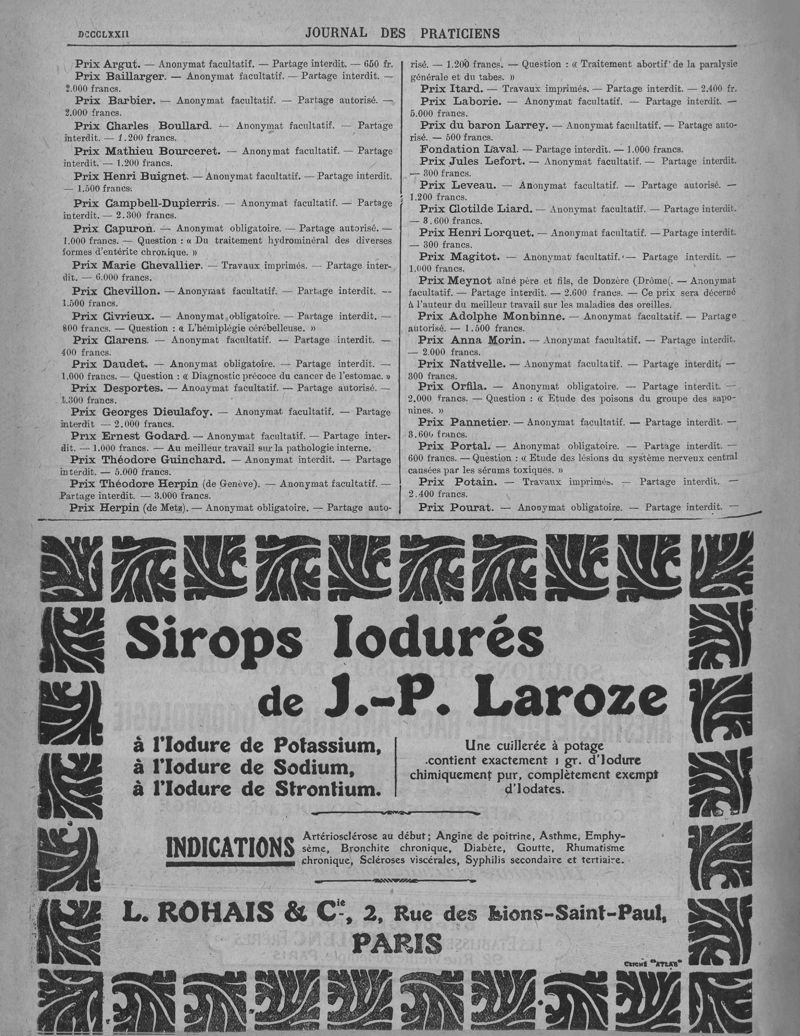 DCCCLXXII
JOURNAL DES PRATICIENS
Prix Argut. — Anonymat facultatif. — Partage interdit. — 650 fr.
Prix Baillarger. — Anonymat facultatif. — Partage interdit. —
2.000 francs.
Prix Barbier. — Anonymat facultatif. — Partage autorisé. —
2.000 francs.
Prix Charles Boullard. — Anonymat facultatif. — Partage
interdit. — 1.200 francs.
Prix Mathieu Bourceret. — Anonymat facultatif. — Partage
interdit. — 1.200 francs.
Prix Henri Buignet. — Anonymat facultatif. — Partage interdit.
— 1.500 francs.
Prix Campbell-Dupierris. — Anonymat facultatif. — Partage
interdit. — 2.300 francs.
Prix Capuron. — Anonymat obligatoire. — Partage autorisé. —
1.000 francs. — Question : « Du traitement hydrominéral des diverses
formes d'entérite chronique. »
Prix Marie Chevallier. — Travaux imprimés. — Partage inter-
dit. — 6.000 francs.
Prix Chevillon. — Anonymat facultatif. — Partage interdit. —
1.500 francs.
Prix Civrieux. — Anonymat obligatoire. — Partage interdit. —
800 francs. — Question : « L'hémiplégie cérébelleuse. »
Prix Clarens. — Anonymat facultatif. — Partage interdit. —
400 francs.
Prix Daudet. — Anonymat obligatoire. — Partage interdit. —
1.000 francs. — Question : « Diagnostic précoce du cancer de l'estomac. »
Prix Desportes. — Anonymat facultatif. — Partage autorisé. —
1.300 francs.
Prix Georges Dieulafoy. — Anonymat facultatif. — Partage
interdit — 2.000 francs.
Prix Ernest Godard. — Anonymat facultatif. — Partage inter-
dit. — 1.000 francs. — Au meilleur travail sur la pathologie interne.
Prix Théodore Guinchard. — Anonymat interdit. — Partage
interdit. — 5.000 francs.
Prix Théodore Herpin (de Genève). — Anonymat facultatif. —
Partage interdit. — 3.000 francs.
Prix Herpin (de Metz). — Anonymat obligatoire. — Partage auto-
risé. — 1.200 francs. — Question : « Traitement abortif de la paralysie
générale et du tabes. »
Prix Itard. — Travaux imprimés. — Partage interdit. — 2.400 fr.
Prix Laborie. — Anonymat facultatif. — Partage interdit. —
5.000 francs.
Prix du baron Larrey. — Anonymat facultatif. — Partage auto-
risé. — 500 francs.
Fondation Laval. — Partage interdit. — 1.000 francs.
Prix Jules Lefort. — Anonymat facultatif. — Partage interdit.
— 300 francs.
Prix Leveau. — Anonymat facultatif. — Partage autorisé. —
1.200 francs.
Prix Clotilde Liard. — Anonymat facultatif. — Partage interdit.
— 3.600 francs.
Prix Henri Lorquet. — Anonymat facultatif. — Partage interdit.
— 300 francs.
Prix Magitot. — Anonymat facultatif. — Partage interdit. —
1.000 francs.
Prix Meynot ainé père et fils, de Donzère (Drôme(. — Anonymat
facultatif. — Partage interdit. — 2.600 francs. — Ce prix sera décerné
à l'auteur du meilleur travail sur les maladies des oreilles.
Prix Adolphe Monbinne. — Anonymat facultatif. — Partage
autorisé. — 1.500 francs.
Prix Anna Morin. — Anonymat facultatif. — Partage interdit.
— 2.000 francs.
Prix Nativelle. — Anonymat facultatif. — Partage interdit. —
300 francs.
Prix Orfila. — Anonymat obligatoire. — Partage interdit. —
2.000 francs. — Question : « Etude des poisons du groupe des sapo-
nines. »
Prix Pannetier. — Anonymat facultatif. — Partage interdit. —
3.600 francs.
Prix Portal. — Anonymat obligatoire. — Partage interdit. —
600 francs. — Question : « Etude des lésions du système nerveux central
causées par les sérums toxiques. »
Prix Potain. — Travaux imprimés. — Partage interdit. —
2.400 francs.
Prix Pourat. — Anonymat obligatoire. — Partage interdit. —
Sirops Iodurés
de J.-P. Laroze
à l'Iodure de Potassium,
à l'Iodure de Sodium,
à l'Iodure de Strontium.
Une cuillerée à potage
contient exactement 1 gr. d'Iodure
chimiquement pur, complètement exempt
d'Iodates.
INDICATIONS
Artériosclérose au début; Angine de poitrine, Asthme, Emphy-
sème, Bronchite chronique, Diabète, Goutte, Rhumatisme
chronique, Scléroses viscérales, Syphilis secondaire et tertiaire.
L. ROHAIS & Cie, 2, Rue des Lions-Saint-Paul,
PARIS
CLICHÉ "ATLAS"